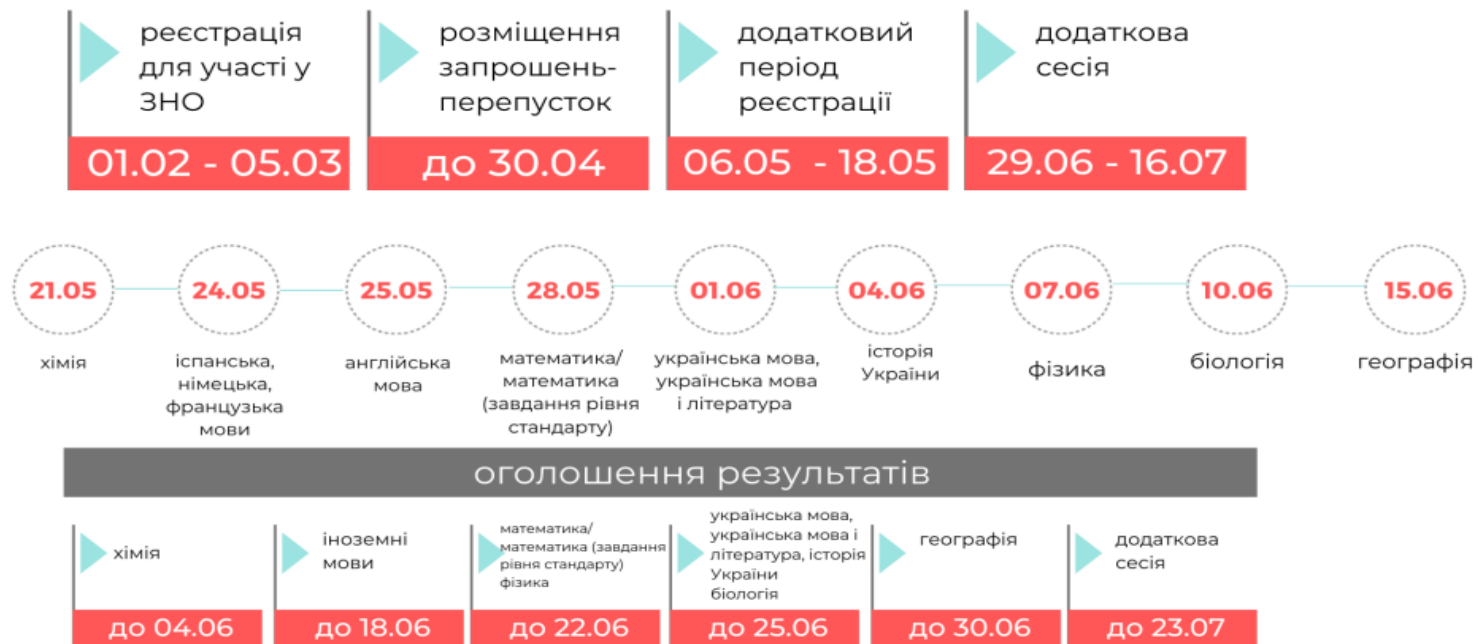 реєстрація
для участі у
ЗНО
01.02 - 05.03
розміщення
запрошень-
перепусток
до 30.04
додатковий
період
реєстрації
06.05 - 18.05
додаткова
сесія
29.06 - 16.07
21.05
хімія
24.05
іспанська,
німецька,
французька
мови
25.05
англійська
мова
28.05
математика/
математика
(завдання рівня
стандарту)
01.06
українська мова,
українська мова
і література
04.06
історія
України
07.06
фізика
10.06
біологія
15.06
географія
оголошення результатів
хімія
до 04.06
іноземні
мови
до 18.06
математика/
математика (завдання
рівня стандарту)
фізика
до 22.06
українська мова,
українська мова і
література, історія
України
біологія
до 25.06
географія
до 30.06
додаткова
сесія
до 23.07